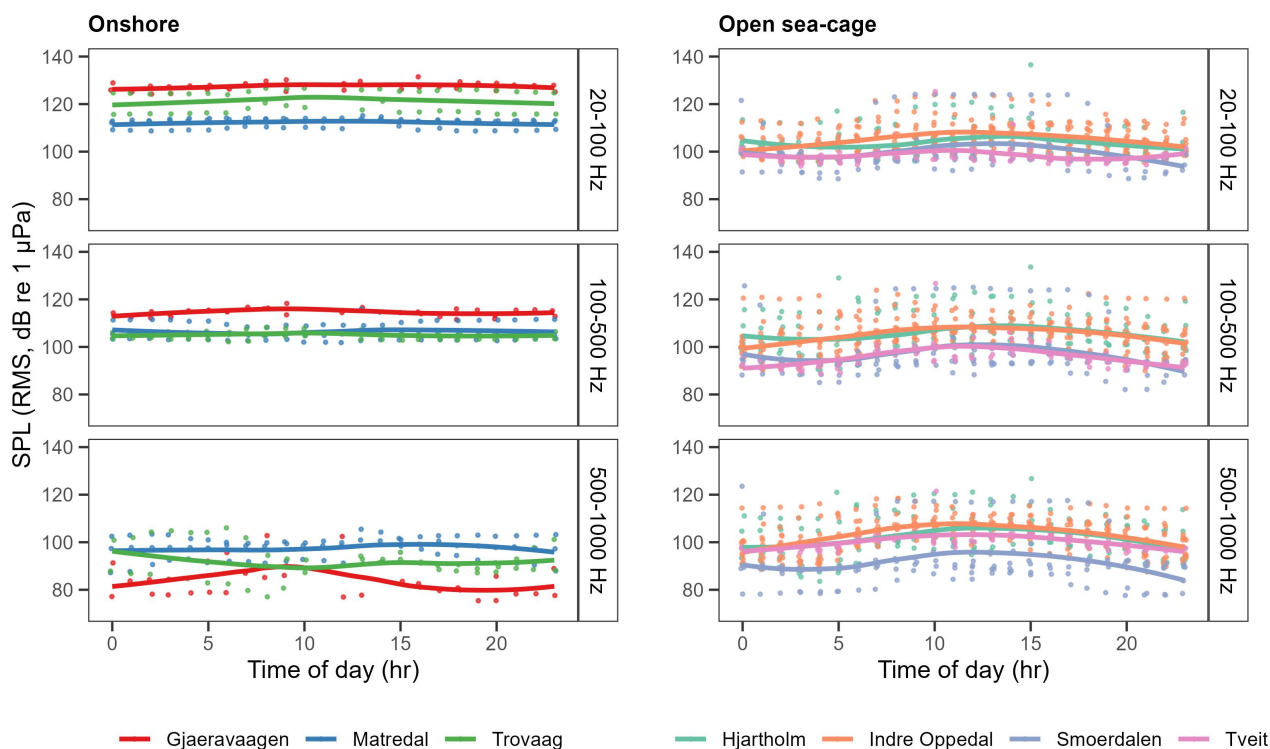 Onshore
Open sea-cage
SPL (RMS, dB re 1 μPa)
140
120
100
80
20-100 Hz
140
120
100
80
20-100 Hz
140
120
100
80
100-500 Hz
140
120
100
80
100-500 Hz
140
120
100
80
500-1000 Hz
140
120
100
80
500-1000 Hz
0 5 10 15 20
0 5 10 15 20
Time of day (hr)
Time of day (hr)
Gjaeravaagen Matredal Trovaag
Hjartholm Indre Oppedal Smoerdalen Tveit